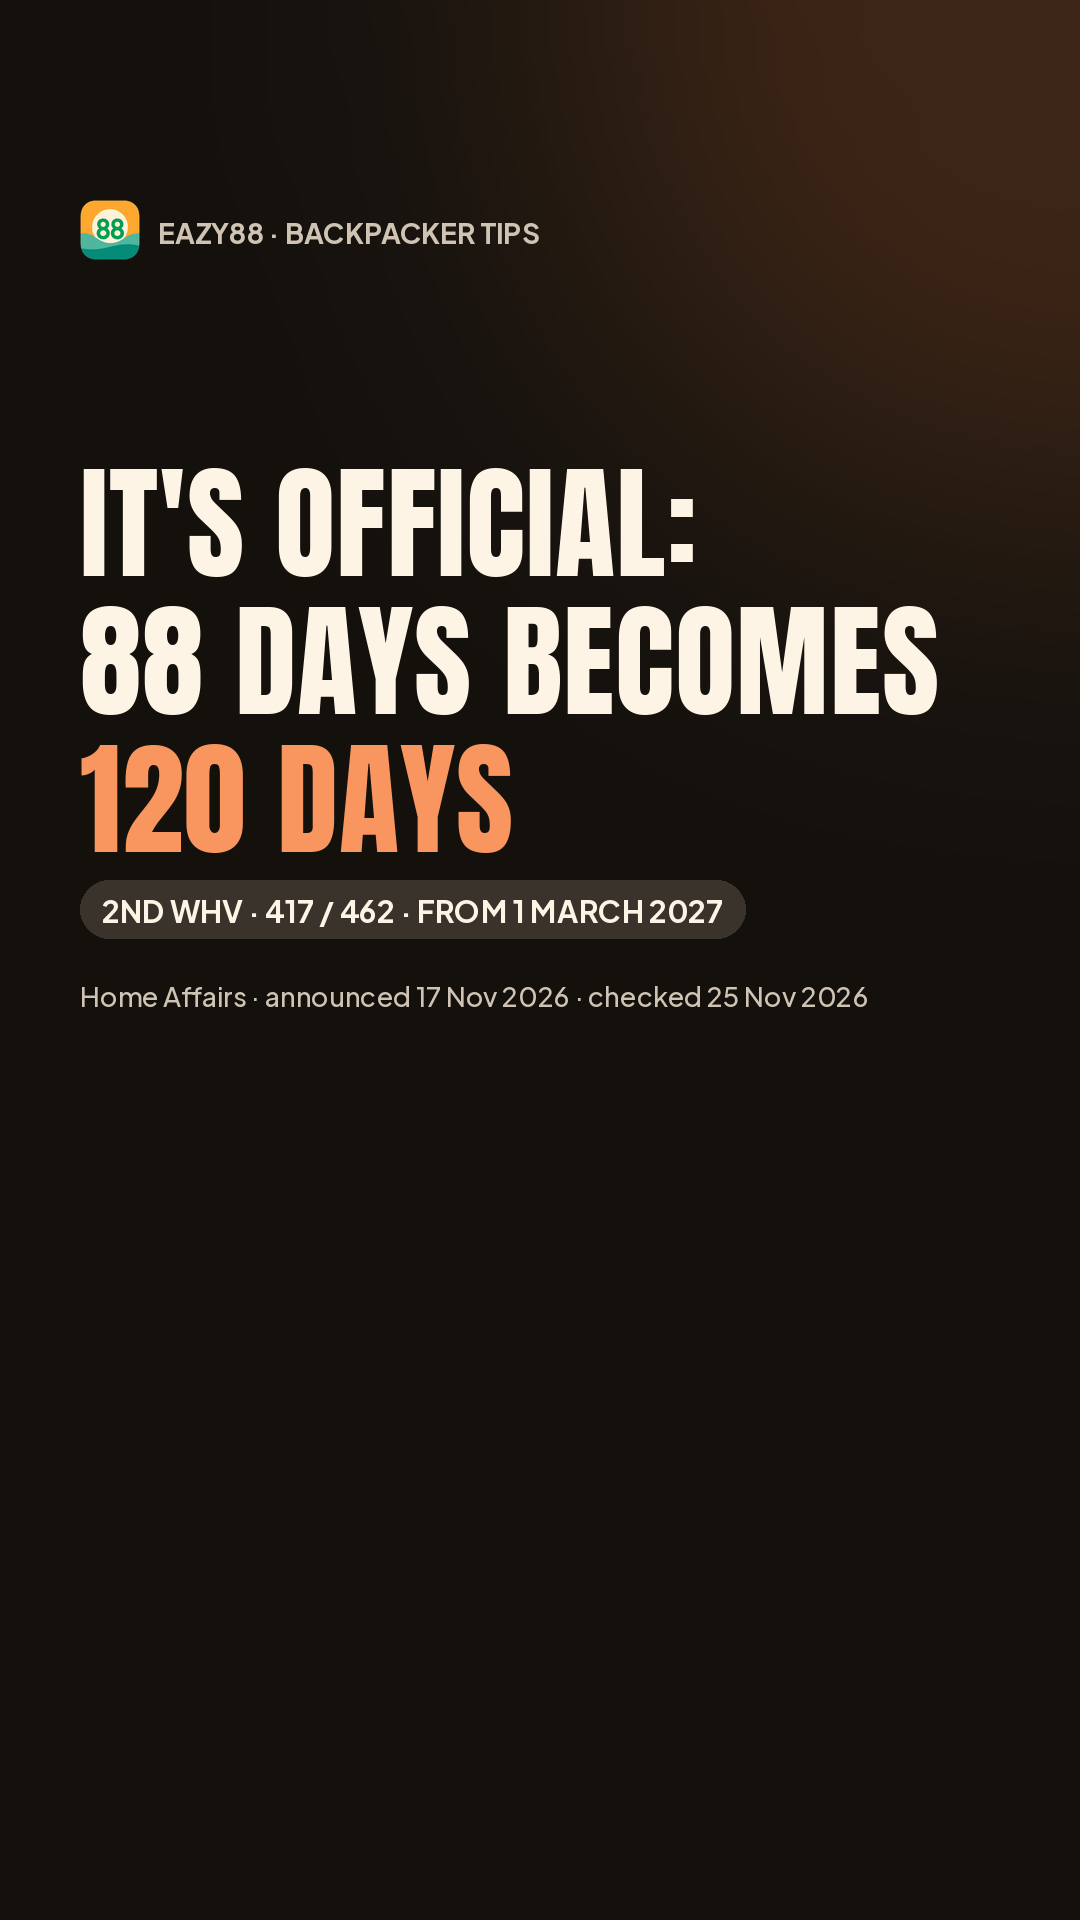 88
EAZY88 · BACKPACKER TIPS
IT'S OFFICIAL:
88 DAYS BECOMES
120 DAYS
2ND WHV · 417 / 462 · FROM 1 MARCH 2027
Home Affairs · announced 17 Nov 2026 · checked 25 Nov 2026